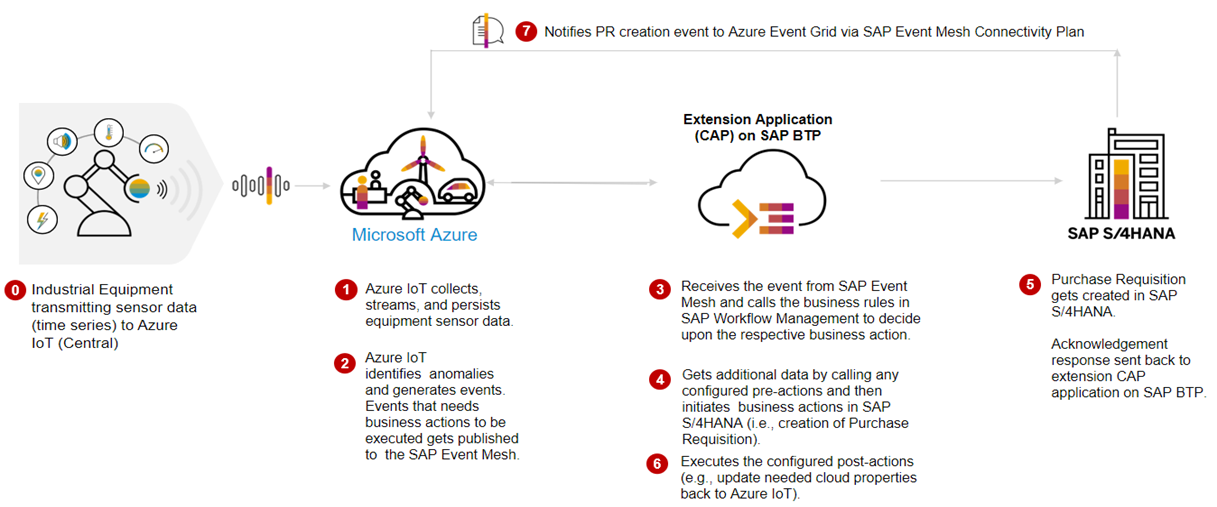 7 Notifies PR creation event to Azure Event Grid via SAP Event Mesh Connectivity Plan
Extension Application
(CAP) on SAP BTP
Microsoft Azure
SAP S/4HANA
0 Industrial Equipment
transmitting sensor data
(time series) to Azure
IoT (Central)
1 Azure IoT collects,
streams, and persists
equipment sensor data.
2 Azure IoT
identifies anomalies
and generates events.
Events that needs
business actions to be
executed gets published
to the SAP Event Mesh.
3 Receives the event from SAP Event
Mesh and calls the business rules in
SAP Workflow Management to decide
upon the respective business action.
4 Gets additional data by calling any
configured pre-actions and then
initiates business actions in SAP
S/4HANA (i.e., creation of Purchase
Requisition).
6 Executes the configured post-actions
(e.g., update needed cloud properties
back to Azure IoT).
5 Purchase Requisition
gets created in SAP
S/4HANA.
Acknowledgement
response sent back to
extension CAP
application on SAP BTP.